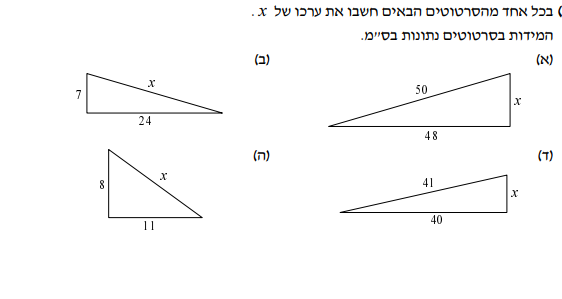 ) בכל אחד מהסרטוטים הבאים חשבו את ערכו של x .
המידות בסרטוטים נתונות בס״מ.
(א)
50
x
48
(ב)
7
x
24
(ד)
41
x
40
(ה)
8
x
11